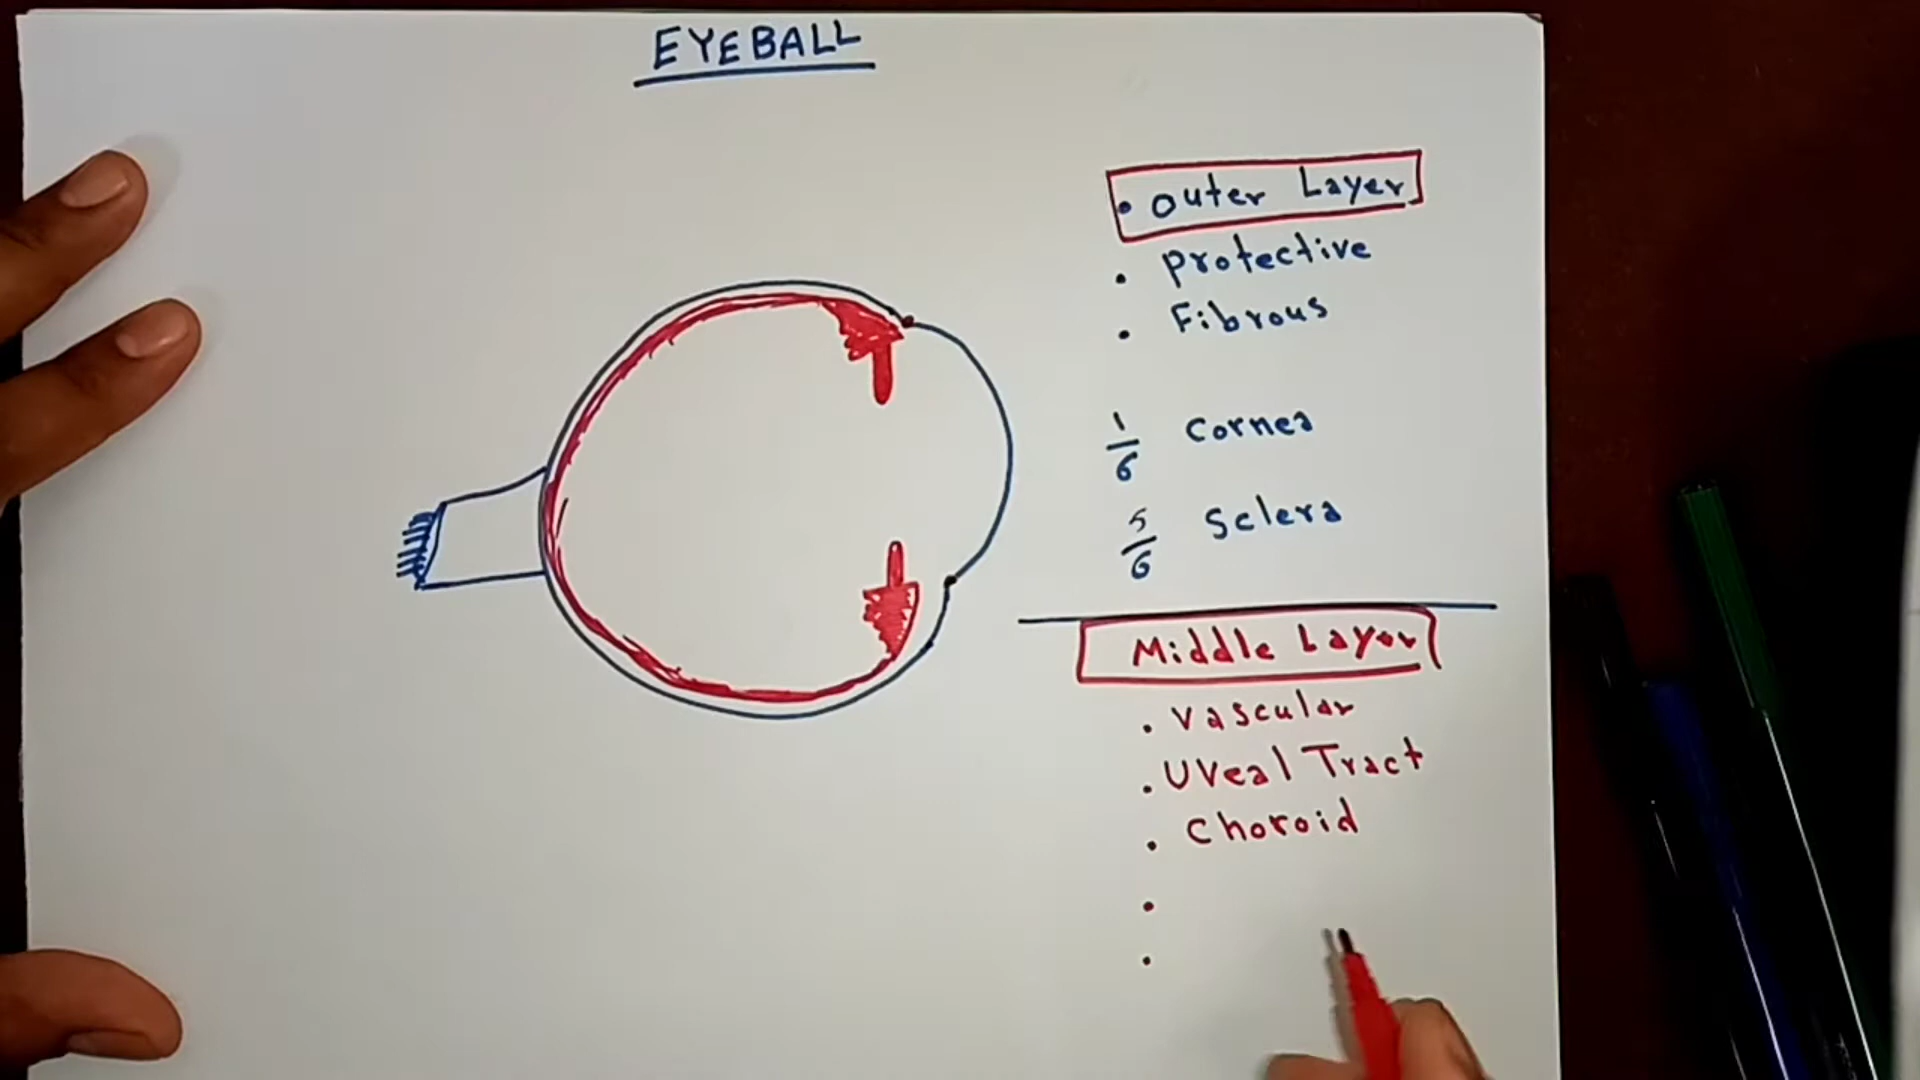 EYEBALL
• Outer Layer
• Protective
• Fibrous
1/6 Cornea
5/6 Sclera
Middle Layer
• Vascular
• Uveal Tract
• Choroid
•
•